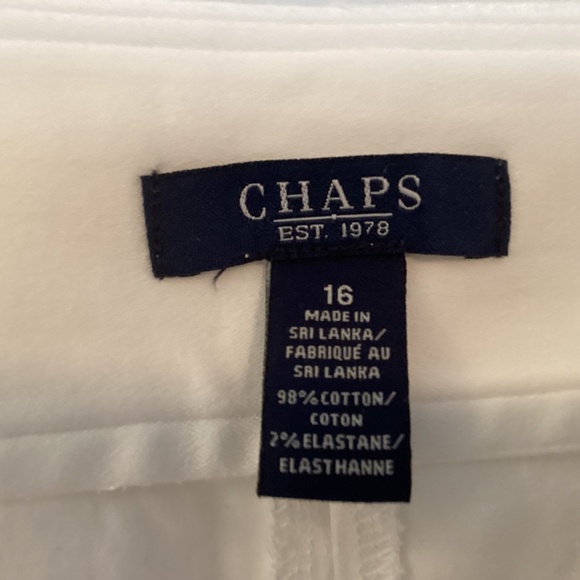 CHAPS
EST. 1978
16
MADE IN
SRI LANKA/
FABRIQUÉ AU
SRI LANKA
98% COTTON/
COTON
2% ELASTANE/
ELASTHANNE